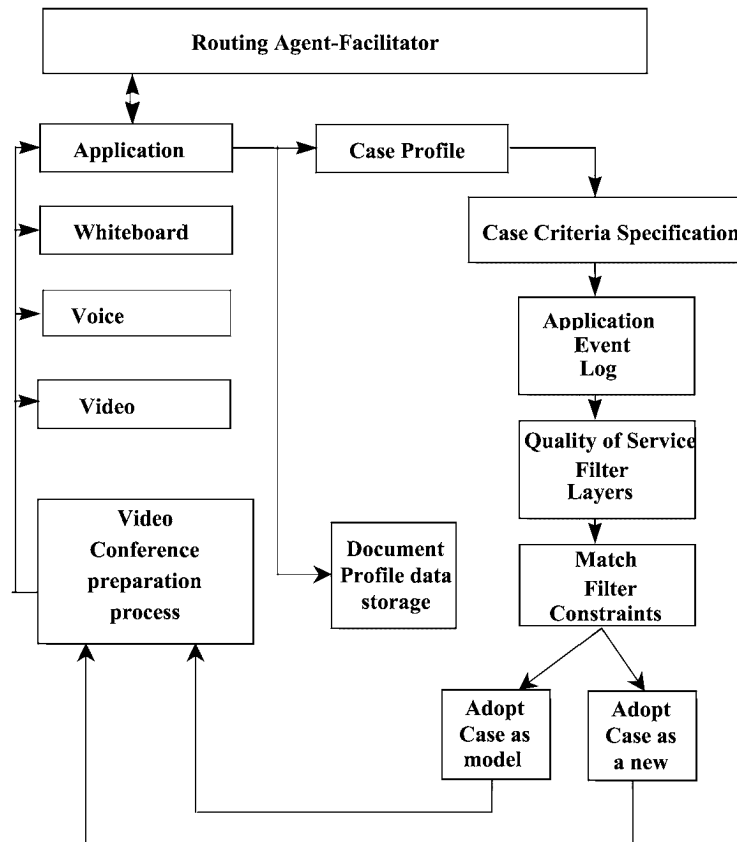 Routing Agent-Facilitator
Application
Case Profile
Whiteboard
Case Criteria Specification
Voice
Application
Event
Log
Video
Quality of Service
Filter
Layers
Video
Conference
preparation
process
Document
Profile data
storage
Match
Filter
Constraints
Adopt
Case as
model
Adopt
Case as
a new